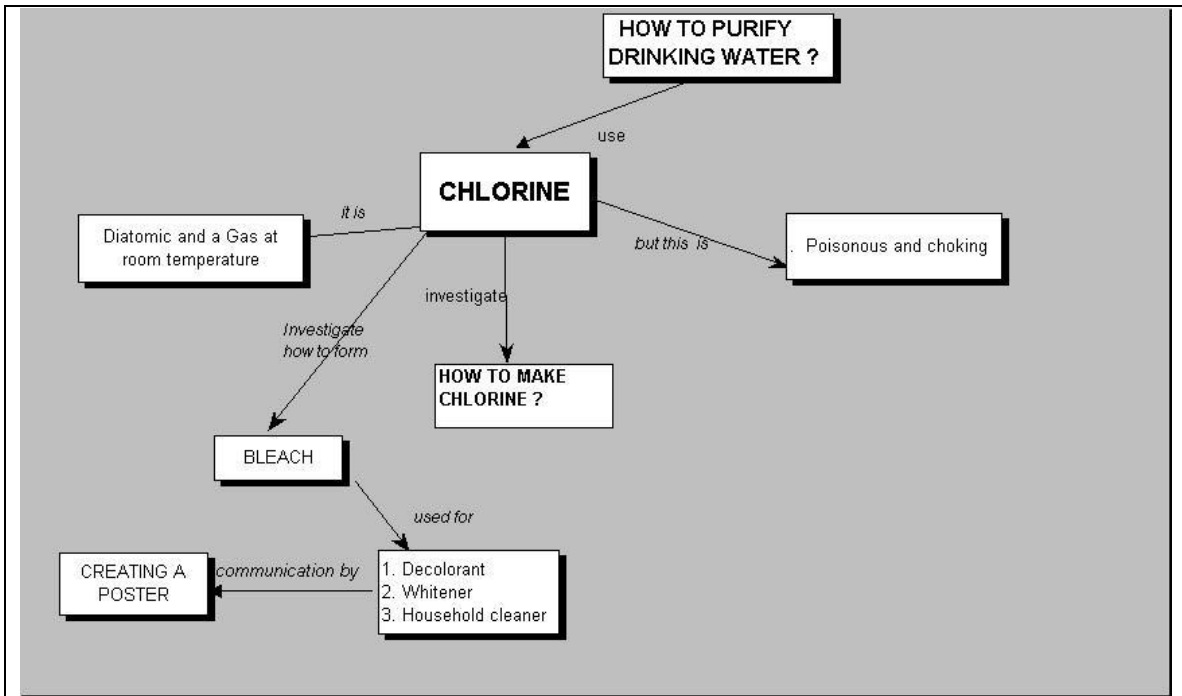 HOW TO PURIFY
DRINKING WATER ?
use
CHLORINE
it is
Diatomic and a Gas at
room temperature
but this is
. Poisonous and choking
investigate
Investigate
how to form
HOW TO MAKE
CHLORINE ?
BLEACH
used for
1. Decolorant
2. Whitener
3. Household cleaner
communication by
CREATING A
POSTER